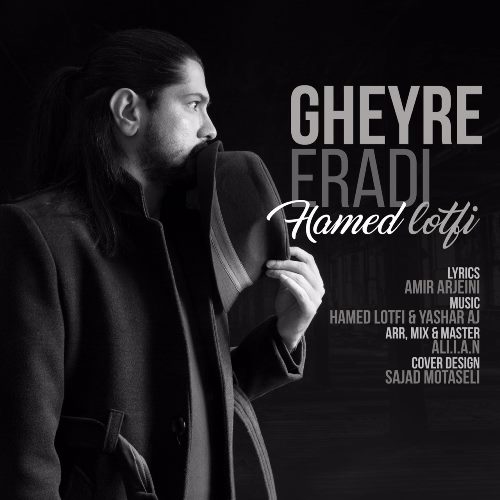 GHEYRE
ERADI
Hamed lotfi
LYRICS
AMIR ARJEINI
MUSIC
HAMED LOTFI & YASHAR AJ
ARR, MIX & MASTER
ALI.I.A.N
COVER DESIGN
SAJAD MOTASELI